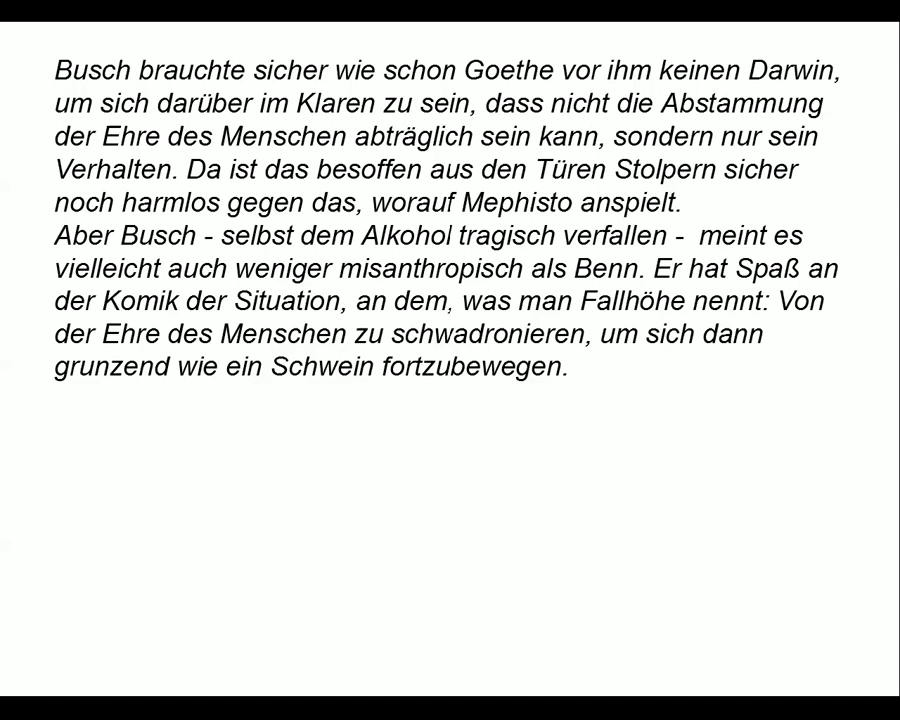 Busch brauchte sicher wie schon Goethe vor ihm keinen Darwin,
um sich darüber im Klaren zu sein, dass nicht die Abstammung
der Ehre des Menschen abträglich sein kann, sondern nur sein
Verhalten. Da ist das besoffen aus den Türen Stolpern sicher
noch harmlos gegen das, worauf Mephisto anspielt.
Aber Busch - selbst dem Alkohol tragisch verfallen -  meint es
vielleicht auch weniger misanthropisch als Benn. Er hat Spaß an
der Komik der Situation, an dem, was man Fallhöhe nennt: Von
der Ehre des Menschen zu schwadronieren, um sich dann
grunzend wie ein Schwein fortzubewegen.